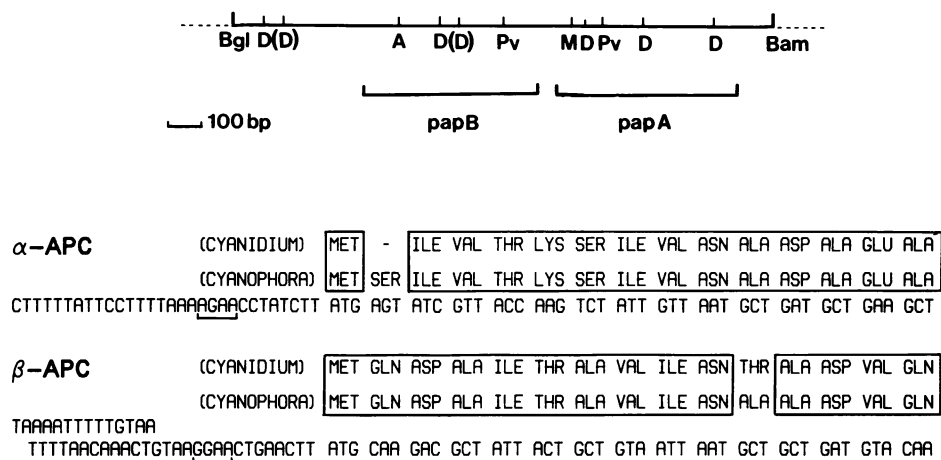 Bgl D(D) A D(D) Pv M D Pv D D Bam
papB papA
100 bp
α-APC (CYANIDIUM) MET - ILE VAL THR LYS SER ILE VAL ASN ALA ASP ALA GLU ALA
(CYANOPHORA) MET SER ILE VAL THR LYS SER ILE VAL ASN ALA ASP ALA GLU ALA
CTTTTTATTCCTTTTAAAAGAACCTATCTT ATG AGT ATC GTT ACC AAG TCT ATT GTT AAT GCT GAT GCT GAA GCT
β-APC (CYANIDIUM) MET GLN ASP ALA ILE THR ALA VAL ILE ASN THR ALA ASP VAL GLN
(CYANOPHORA) MET GLN ASP ALA ILE THR ALA VAL ILE ASN ALA ALA ASP VAL GLN
TAAAATTTTTGTAA
TTTTAACAAACTGTAAGGAACTGAACTT ATG CAA GAC GCT ATT ACT GCT GTA ATT AAT GCT GCT GAT GTA CAA